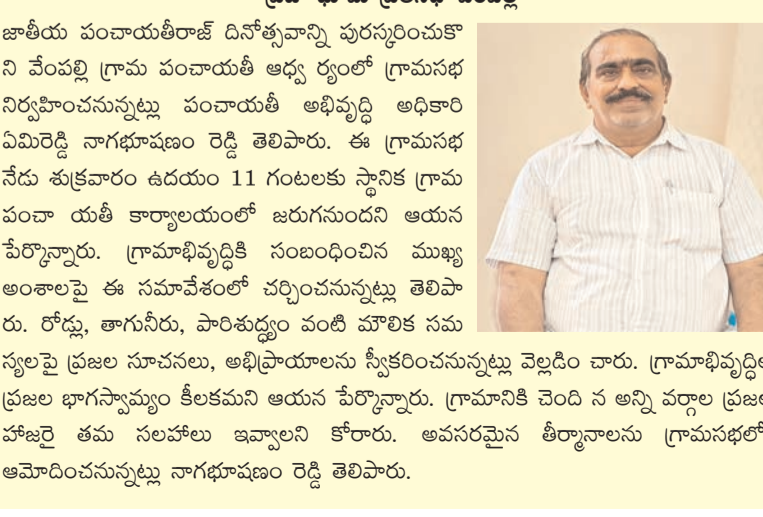 జాతీయ పంచాయతీరాజ్ దినోత్సవాన్ని పురస్కరించుకొ
ని వేంపల్లి గ్రామ పంచాయతీ ఆధ్వ ర్యంలో గ్రామసభ
నిర్వహించనున్నట్లు పంచాయతీ అభివృద్ధి అధికారి
ఏమిరెడ్డి నాగభూషణం రెడ్డి తెలిపారు. ఈ గ్రామసభ
నేడు శుక్రవారం ఉదయం 11 గంటలకు స్థానిక గ్రామ
పంచా యతీ కార్యాలయంలో జరుగనుందని ఆయన
పేర్కొన్నారు. గ్రామాభివృద్ధికి సంబంధించిన ముఖ్య
అంశాలపై ఈ సమావేశంలో చర్చించనున్నట్లు తెలిపా
రు. రోడ్లు, తాగునీరు, పారిశుద్ధ్యం వంటి మౌలిక సమ
స్యలపై ప్రజల సూచనలు, అభిప్రాయాలను స్వీకరించనున్నట్లు వెల్లడిం చారు. గ్రామాభివృద్ధిల
ప్రజల భాగస్వామ్యం కీలకమని ఆయన పేర్కొన్నారు. గ్రామానికి చెంది న అన్ని వర్గాల ప్రజల
హాజరై తమ సలహాలు ఇవ్వాలని కోరారు. అవసరమైన తీర్మానాలను గ్రామసభలో
ఆమోదించనున్నట్లు నాగభూషణం రెడ్డి తెలిపారు.